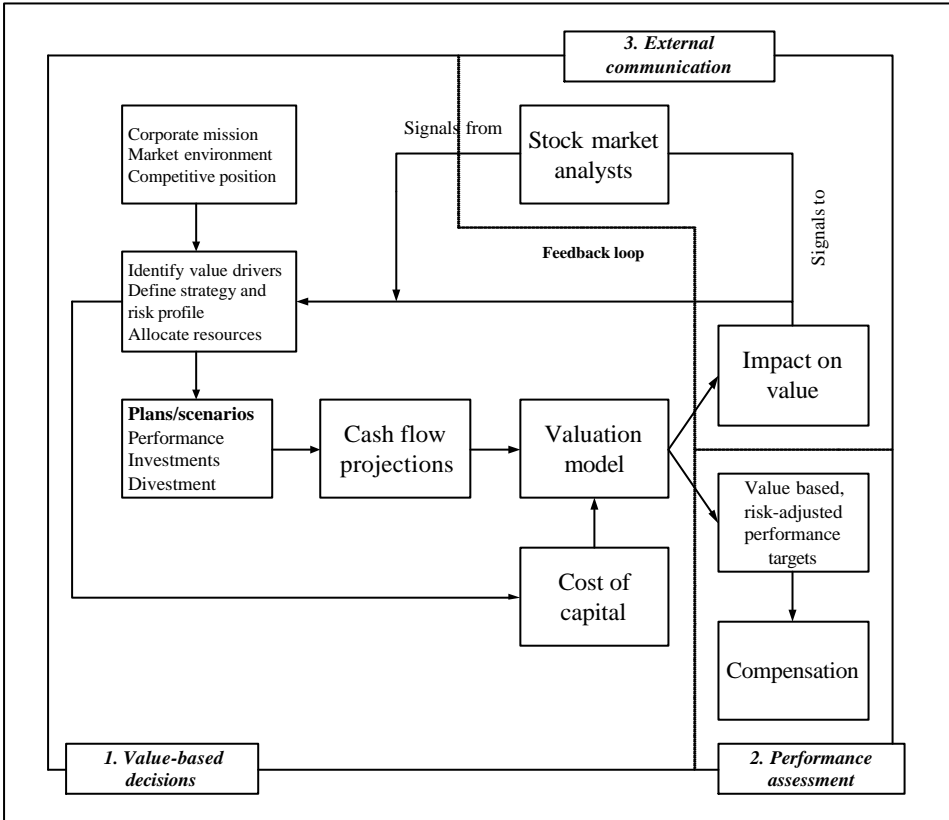 3. External
communication
Corporate mission
Market environment
Competitive position
Signals from
Stock market
analysts
Signals to
Feedback loop
Identify value drivers
Define strategy and
risk profile
Allocate resources
Impact on
value
Plans/scenarios
Performance
Investments
Divestment
Cash flow
projections
Valuation
model
Value based,
risk-adjusted
performance
targets
Cost of
capital
Compensation
1. Value-based
decisions
2. Performance
assessment